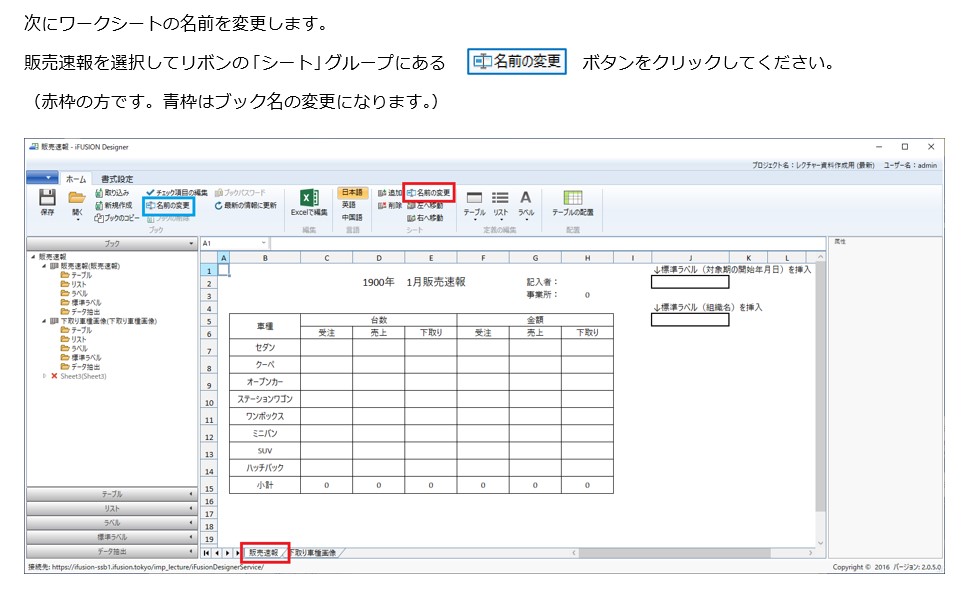 次にワークシートの名前を変更します。
販売速報を選択してリボンの「シート」グループにある 名前の変更 ボタンをクリックしてください。
（赤枠の方です。青枠はブック名の変更になります。）
販売速報 - iFUSION Designer
プロジェクト名：レクチャー資料作成用 (最新) ユーザー名：admin
ホーム 書式設定
取り込み チェック項目の編集 ブックパスワード 日本語 追加 名前の変更
保存 開く 新規作成 名前の変更 最新の情報に更新 Excelで編集 英語 削除 左へ移動 テーブル リスト ラベル テーブルの配置
ブックのコピー ブックの削除 中国語 右へ移動
ブック 編集 言語 シート 定義の編集 配置
ブック A1 属性
販売速報
販売速報(販売速報)
テーブル
リスト
ラベル
標準ラベル
データ抽出
下取り車種画像(下取り車種画像)
テーブル
リスト
ラベル
標準ラベル
データ抽出
Sheet3(Sheet3)
テーブル
リスト
ラベル
標準ラベル
データ抽出
A B C D E F G H I J K L
1 ↓標準ラベル（対象期の開始年月日）を挿入
2 1900年 1月販売速報 記入者：
3 事業所： 0
4 ↓標準ラベル（組織名）を挿入
5 車種 台数 金額
6 受注 売上 下取り 受注 売上 下取り
7 セダン
8 クーペ
9 オープンカー
10 ステーションワゴン
11 ワンボックス
12 ミニバン
13 SUV
14 ハッチバック
15 小計 0 0 0 0 0 0
16
17
18
19
販売速報 下取り車種画像
接続先: https://ifusion-ssb1.ifusion.tokyo/imp_lecture/iFusionDesignerService/ Copyright © 2016 バージョン: 2.0.5.0